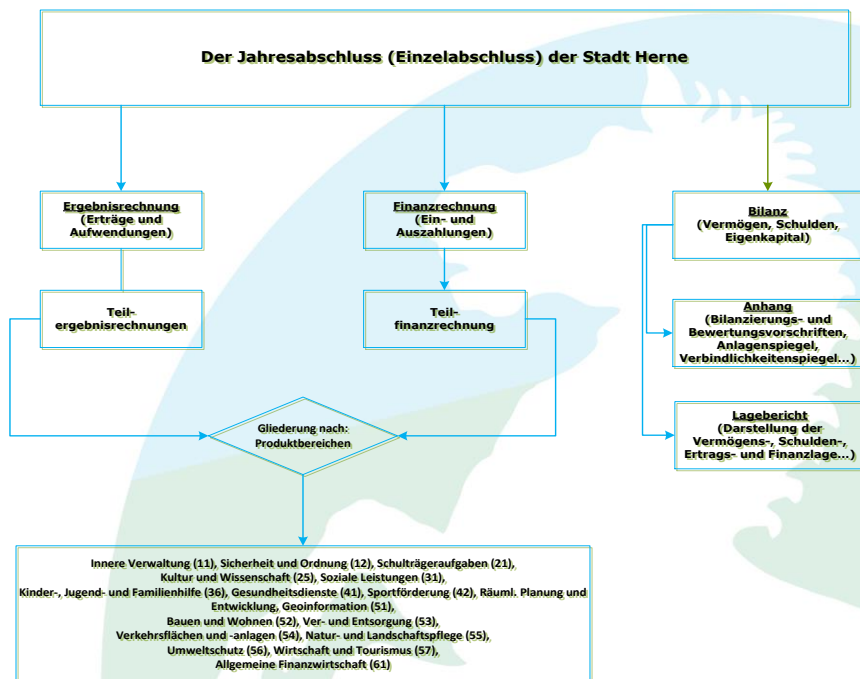 Der Jahresabschluss (Einzelabschluss) der Stadt Herne
Ergebnisrechnung
(Erträge und
Aufwendungen)
Finanzrechnung
(Ein- und
Auszahlungen)
Bilanz
(Vermögen, Schulden,
Eigenkapital)
Teil-
ergebnisrechnungen
Teil-
finanzrechnung
Anhang
(Bilanzierungs- und
Bewertungsvorschriften,
Anlagenspiegel,
Verbindlichkeitenspiegel...)
Gliederung nach:
Produktbereichen
Lagebericht
(Darstellung der
Vermögens-, Schulden-,
Ertrags- und Finanzlage...)
Innere Verwaltung (11), Sicherheit und Ordnung (12), Schulträgeraufgaben (21),
Kultur und Wissenschaft (25), Soziale Leistungen (31),
Kinder-, Jugend- und Familienhilfe (36), Gesundheitsdienste (41), Sportförderung (42), Räuml. Planung und
Entwicklung, Geoinformation (51),
Bauen und Wohnen (52), Ver- und Entsorgung (53),
Verkehrsflächen und -anlagen (54), Natur- und Landschaftspflege (55),
Umweltschutz (56), Wirtschaft und Tourismus (57),
Allgemeine Finanzwirtschaft (61)